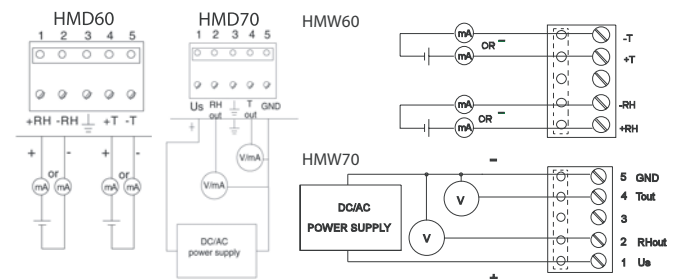 HMD60
1 2 3 4 5
+RH -RH +T -T
+ - + -
or or
mA mA mA mA
HMD70
1 2 3 4 5
Us RH out T out GND
+
V/mA
V/mA
DC/AC
power supply
HMW60
mA
OR –
mA
-T
+T
mA
OR –
mA
-RH
+RH
HMW70
–
DC/AC
POWER SUPPLY
V
V
+
5 GND
4 Tout
3
2 RHout
1 Us